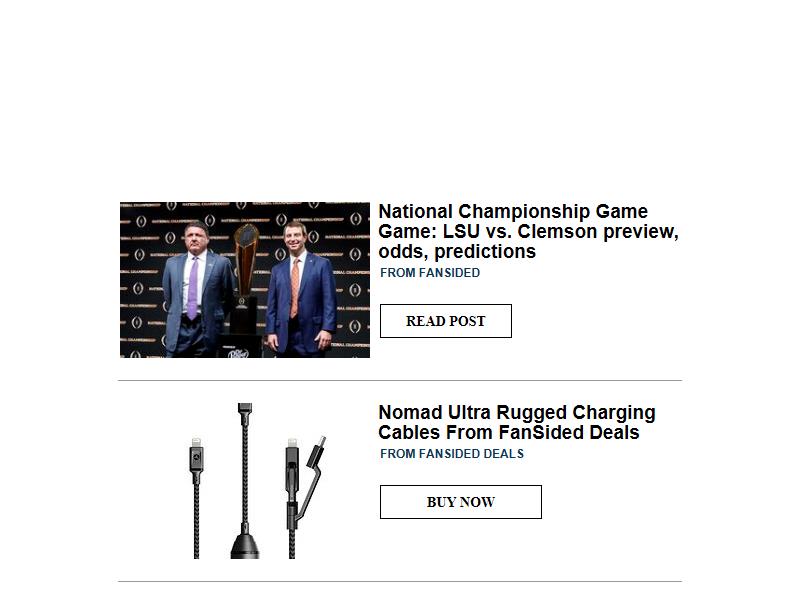 National Championship Game
Game: LSU vs. Clemson preview,
odds, predictions
FROM FANSIDED
READ POST
Nomad Ultra Rugged Charging
Cables From FanSided Deals
FROM FANSIDED DEALS
BUY NOW